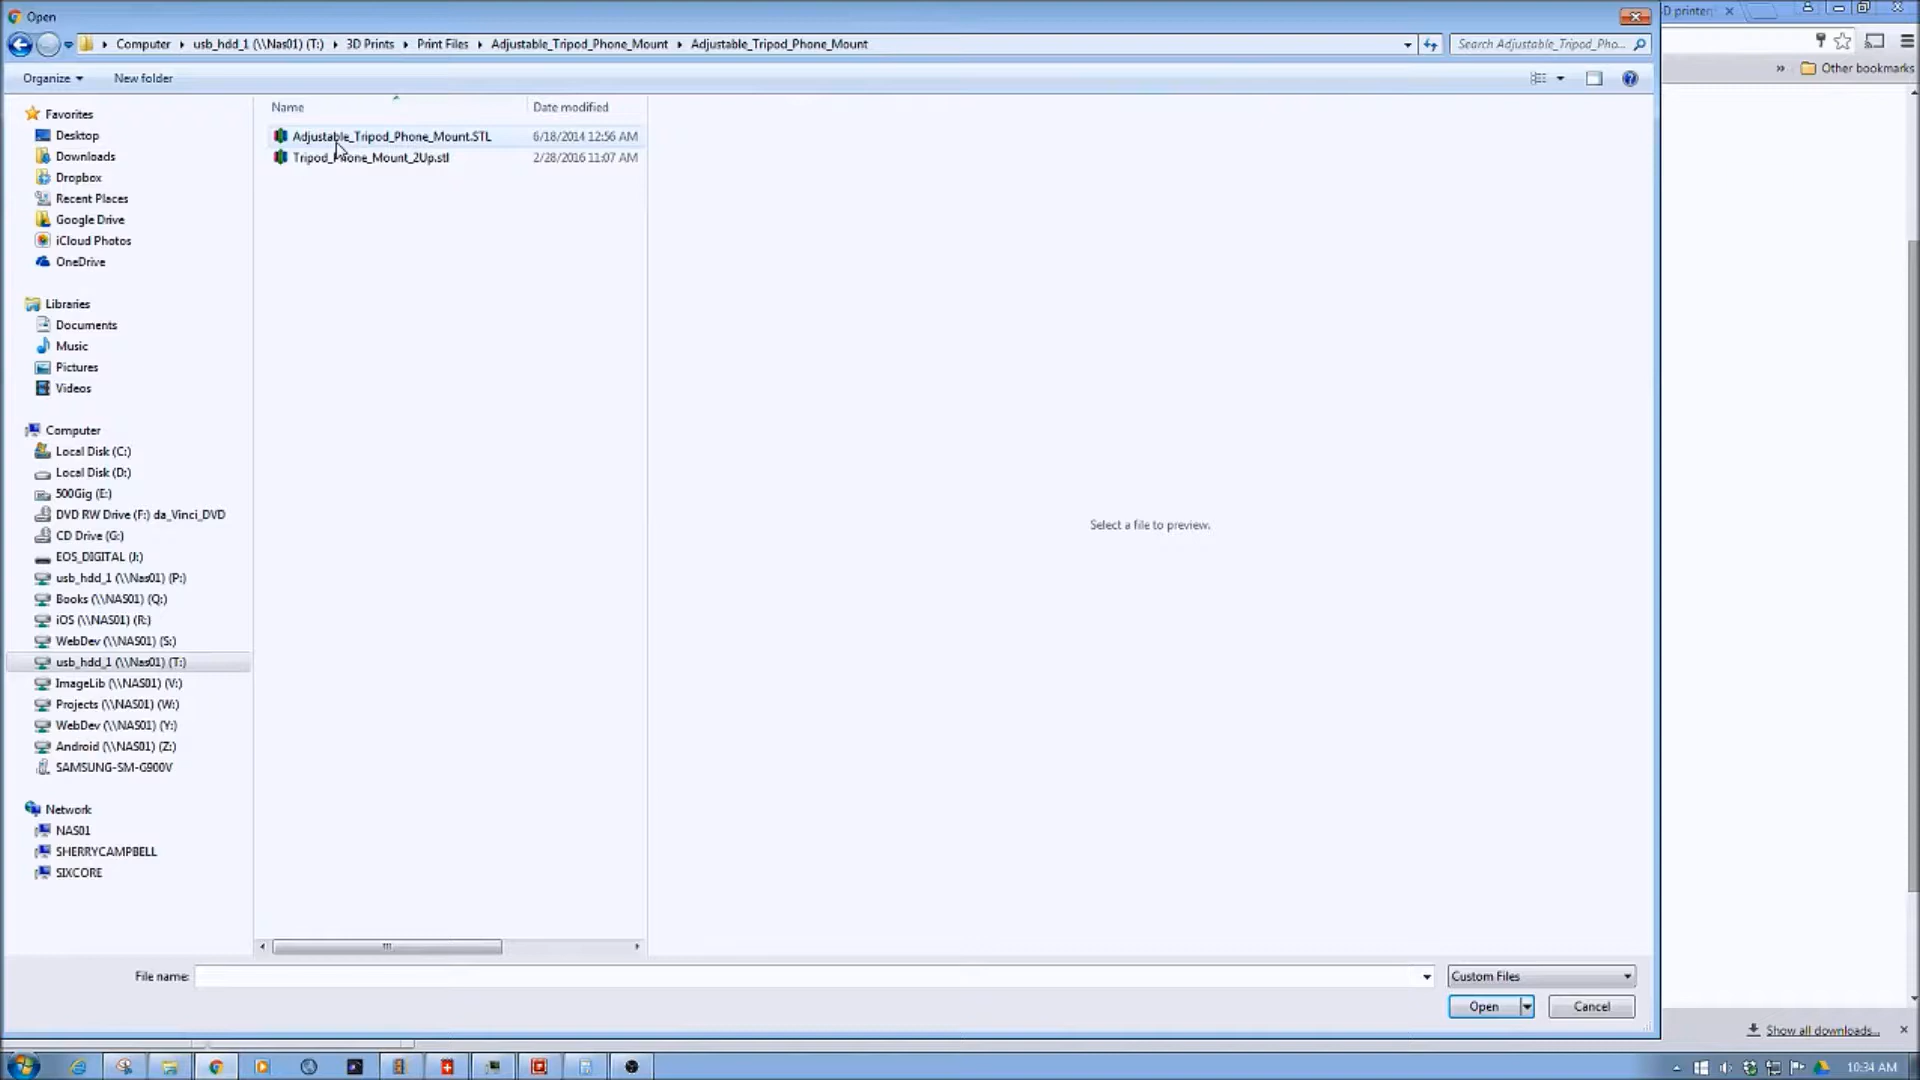 Open
D printer
Computer usb_hdd_1 (\\Nas01) (T:) 3D Prints Print Files Adjustable_Tripod_Phone_Mount Adjustable_Tripod_Phone_Mount
Search Adjustable_Tripod_Pho...
Organize
New folder
» Other bookmarks
Name Date modified
Favorites
Desktop
Downloads
Dropbox
Recent Places
Google Drive
iCloud Photos
OneDrive
Libraries
Documents
Music
Pictures
Videos
Computer
Local Disk (C:)
Local Disk (D:)
500Gig (E:)
DVD RW Drive (F:) da_Vinci_DVD
CD Drive (G:)
EOS_DIGITAL (J:)
usb_hdd_1 (\\Nas01) (P:)
Books (\\NAS01) (Q:)
iOS (\\NAS01) (R:)
WebDev (\\NAS01) (S:)
usb_hdd_1 (\\Nas01) (T:)
ImageLib (\\NAS01) (V:)
Projects (\\NAS01) (W:)
WebDev (\\NAS01) (Y:)
Android (\\NAS01) (Z:)
SAMSUNG-SM-G900V
Network
NAS01
SHERRYCAMPBELL
SIXCORE
Adjustable_Tripod_Phone_Mount.STL 6/18/2014 12:56 AM
Tripod_Phone_Mount_2Up.stl 2/28/2016 11:07 AM
Select a file to preview.
File name:
Custom Files
Open
Cancel
Show all downloads...
10:34 AM